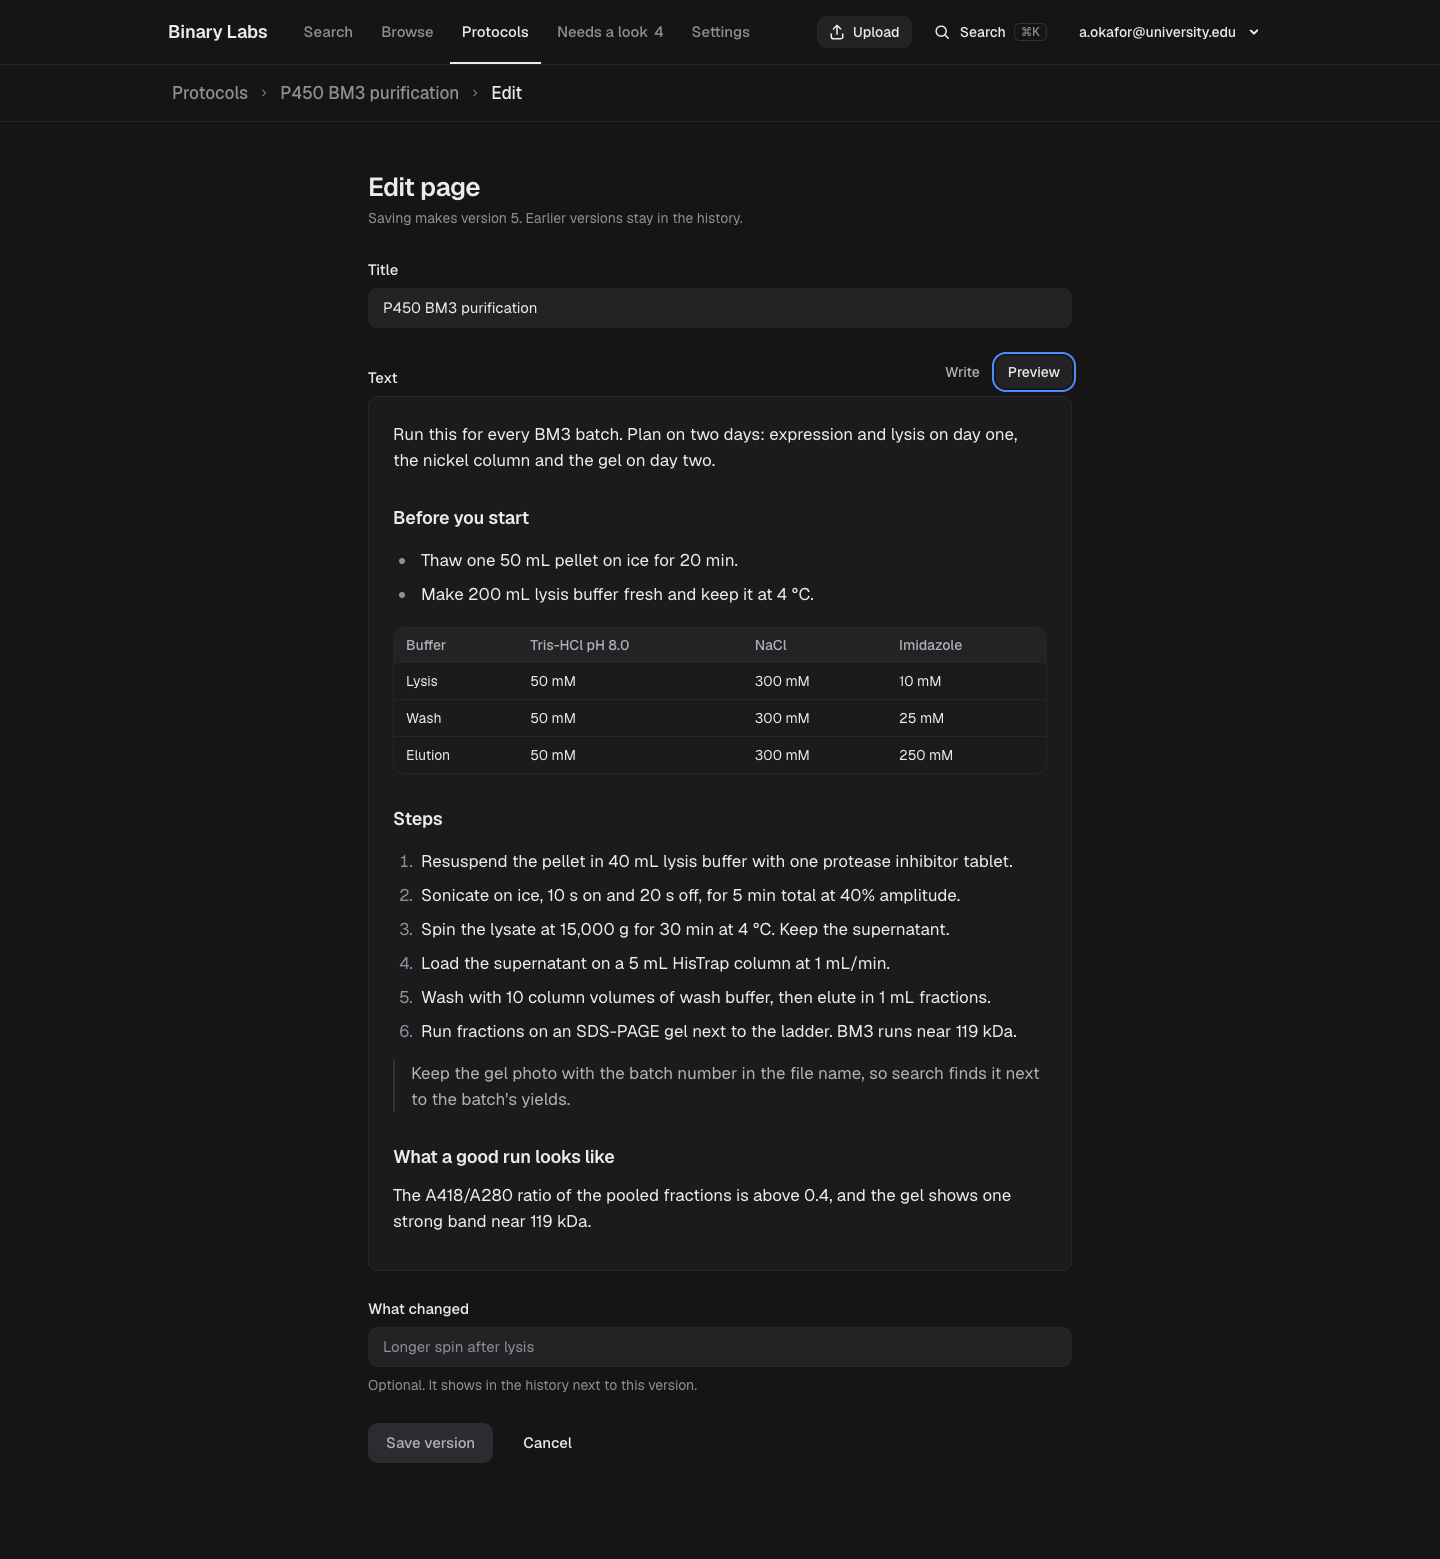 Binary Labs Search Browse Protocols Needs a look 4 Settings Upload Search ⌘K a.okafor@university.edu
Protocols › P450 BM3 purification › Edit
Edit page
Saving makes version 5. Earlier versions stay in the history.
Title
P450 BM3 purification
Text Write Preview
Run this for every BM3 batch. Plan on two days: expression and lysis on day one,
the nickel column and the gel on day two.
Before you start
• Thaw one 50 mL pellet on ice for 20 min.
• Make 200 mL lysis buffer fresh and keep it at 4 °C.
Buffer Tris-HCl pH 8.0 NaCl Imidazole
Lysis 50 mM 300 mM 10 mM
Wash 50 mM 300 mM 25 mM
Elution 50 mM 300 mM 250 mM
Steps
1. Resuspend the pellet in 40 mL lysis buffer with one protease inhibitor tablet.
2. Sonicate on ice, 10 s on and 20 s off, for 5 min total at 40% amplitude.
3. Spin the lysate at 15,000 g for 30 min at 4 °C. Keep the supernatant.
4. Load the supernatant on a 5 mL HisTrap column at 1 mL/min.
5. Wash with 10 column volumes of wash buffer, then elute in 1 mL fractions.
6. Run fractions on an SDS-PAGE gel next to the ladder. BM3 runs near 119 kDa.
Keep the gel photo with the batch number in the file name, so search finds it next
to the batch's yields.
What a good run looks like
The A418/A280 ratio of the pooled fractions is above 0.4, and the gel shows one
strong band near 119 kDa.
What changed
Longer spin after lysis
Optional. It shows in the history next to this version.
Save version Cancel